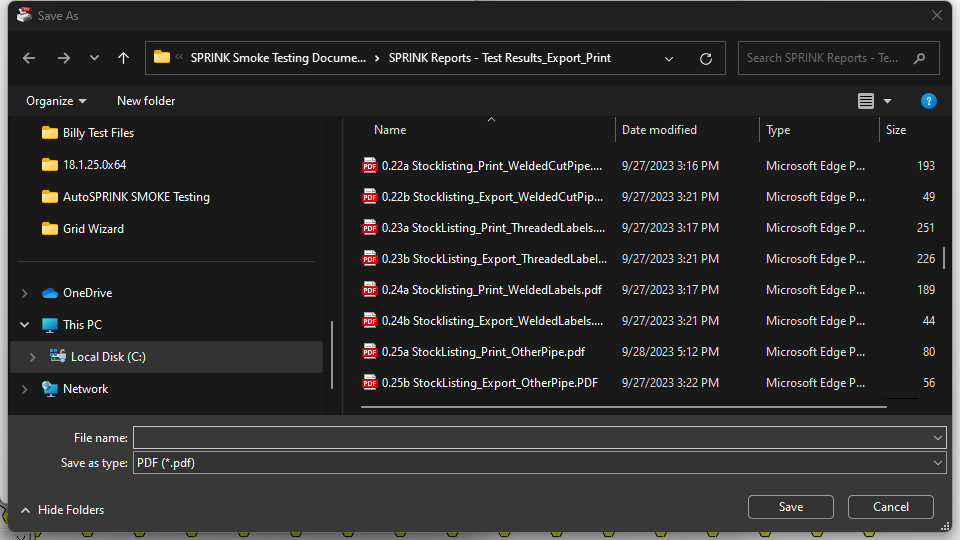 Save As
SPRINK Smoke Testing Docume... SPRINK Reports - Test Results_Export_Print
Search SPRINK Reports - Te...
Organize New folder
Billy Test Files
18.1.25.0x64
AutoSPRINK SMOKE Testing
Grid Wizard
OneDrive
This PC
Local Disk (C:)
Network
Name Date modified Type Size
0.22a Stocklisting_Print_WeldedCutPipe.... 9/27/2023 3:16 PM Microsoft Edge P... 193
0.22b Stocklisting_Export_WeldedCutPip... 9/27/2023 3:21 PM Microsoft Edge P... 49
0.23a StockListing_Print_ThreadedLabels.... 9/27/2023 3:17 PM Microsoft Edge P... 251
0.23b StockListing_Export_ThreadedLabel... 9/27/2023 3:21 PM Microsoft Edge P... 226
0.24a Stocklisting_Print_WeldedLabels.pdf 9/27/2023 3:17 PM Microsoft Edge P... 189
0.24b Stocklisting_Export_WeldedLabels.... 9/27/2023 3:21 PM Microsoft Edge P... 44
0.25a StockListing_Print_OtherPipe.pdf 9/28/2023 5:12 PM Microsoft Edge P... 80
0.25b StockListing_Export_OtherPipe.PDF 9/27/2023 3:22 PM Microsoft Edge P... 56
File name:
Save as type: PDF (*.pdf)
Hide Folders
Save Cancel